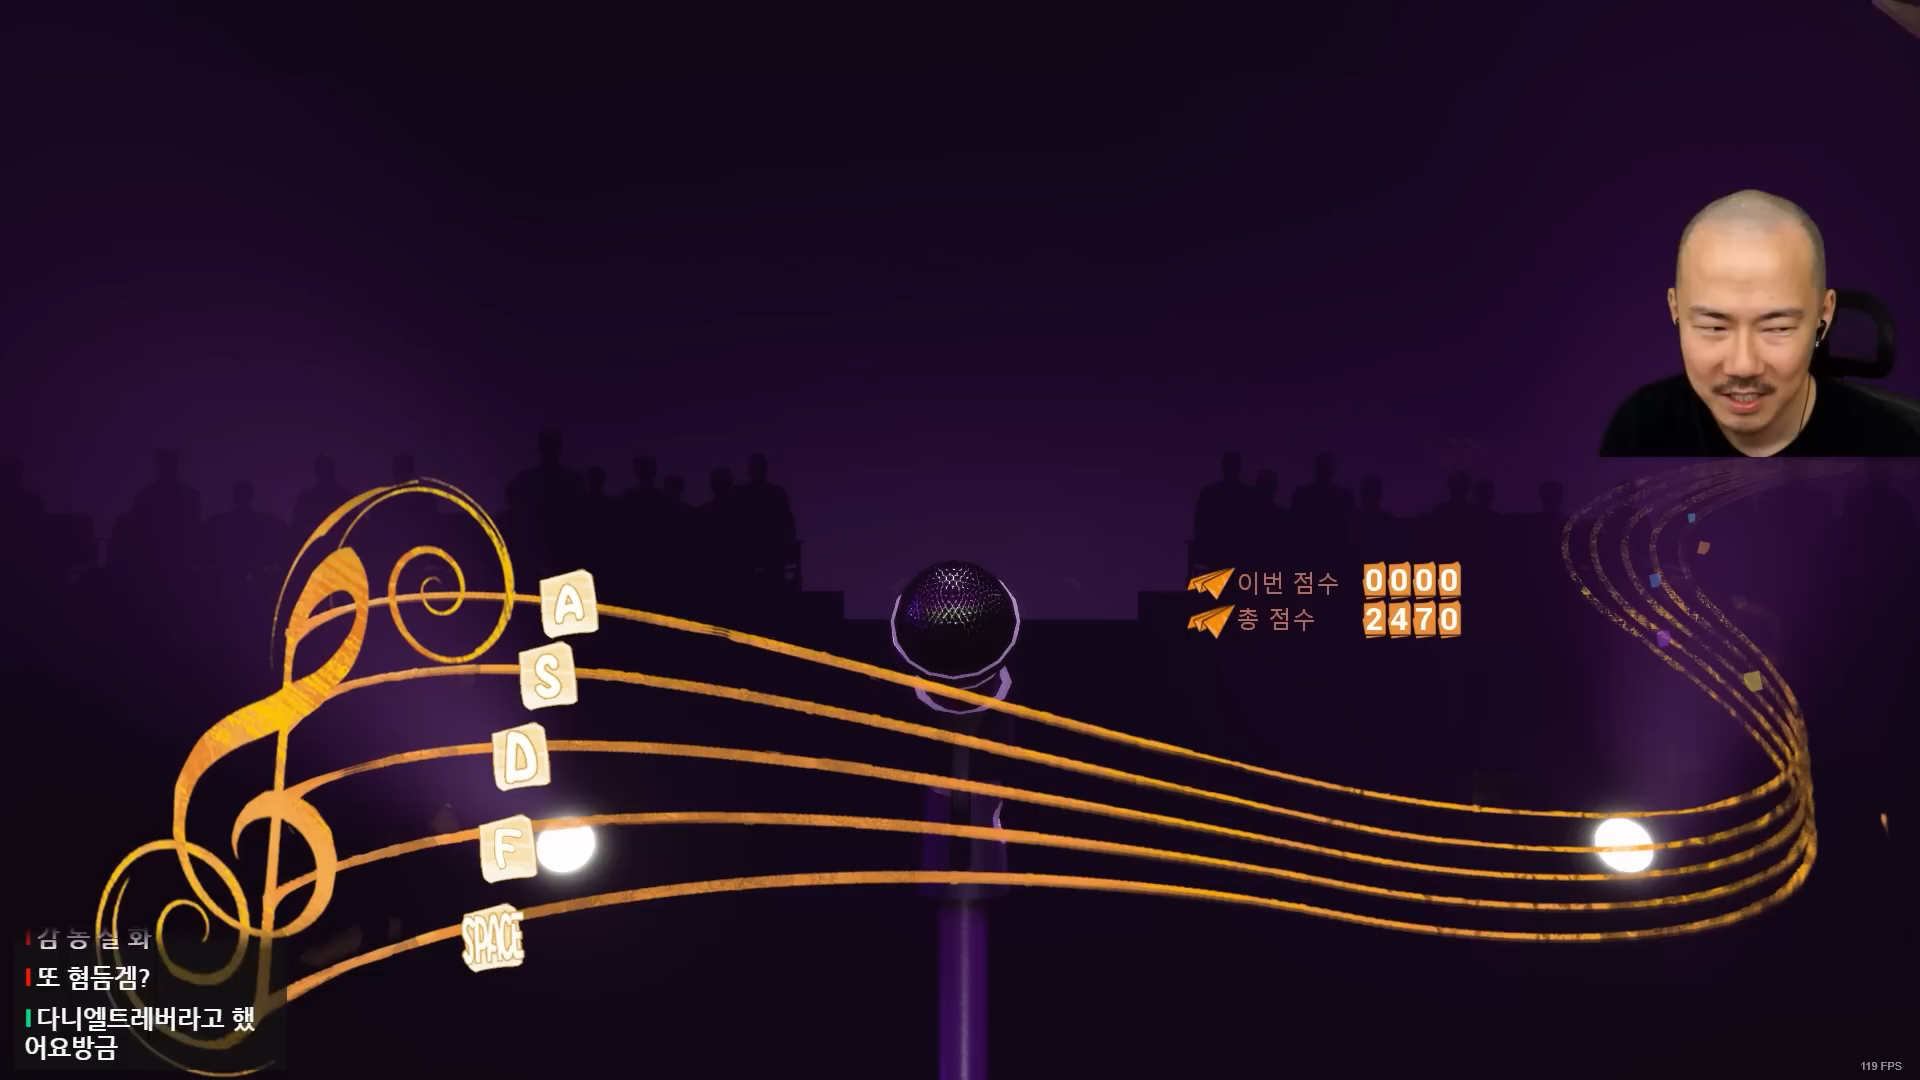 A
S
D
F
SPACE
이번 점수 0000
총 점수 2470
감동실화
또 혐듬겜?
다니엘트레버라고 했
어요방금
119 FPS